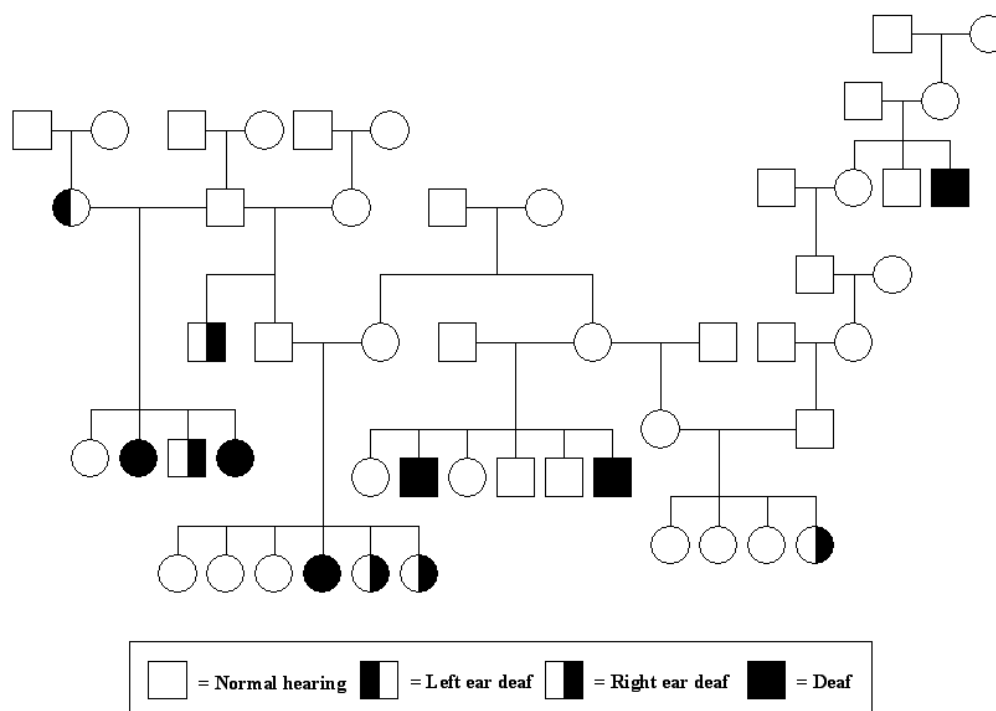 = Normal hearing = Left ear deaf = Right ear deaf = Deaf